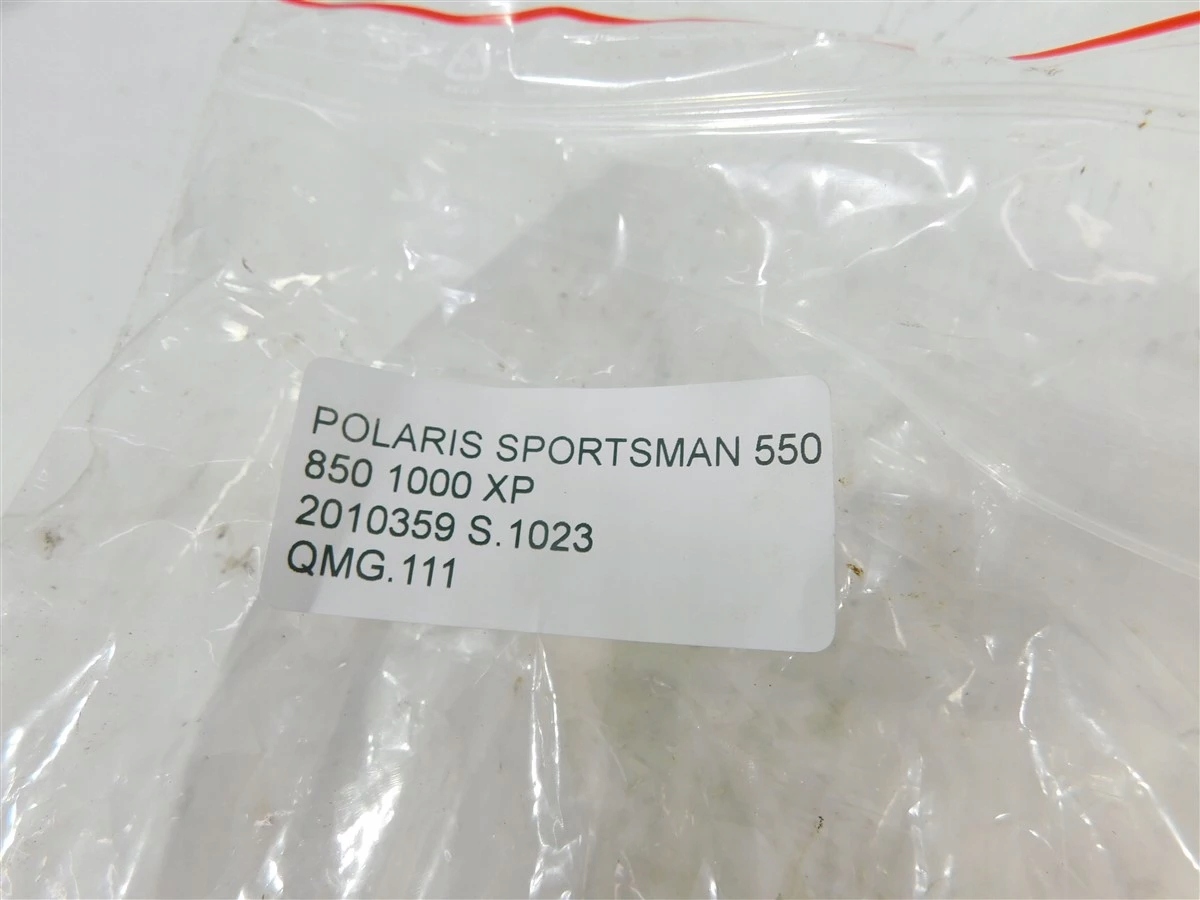 POLARIS SPORTSMAN 550
850 1000 XP
2010359 S.1023
QMG.111